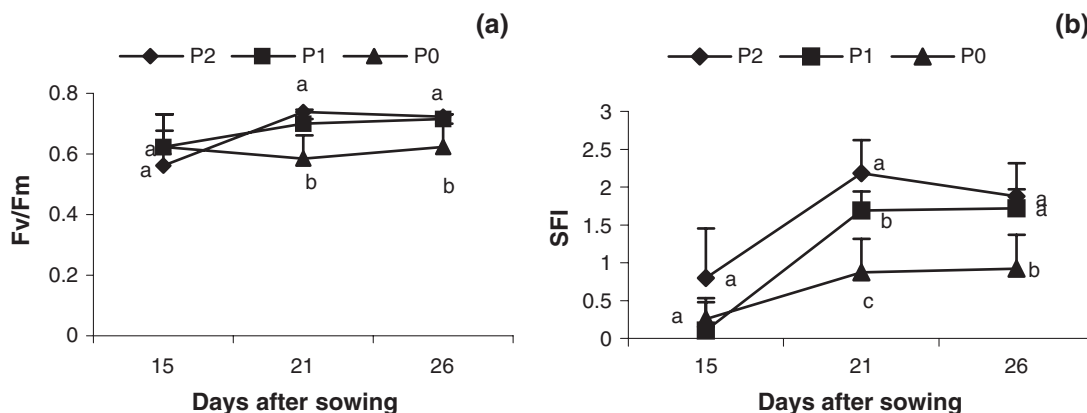 (a)
P2 P1 P0
a a
0.8
0.6 a
a
b b
0.4
0.2
0
15 21 26
Fv/Fm
Days after sowing
(b)
P2 P1 P0
3
2.5
a
2 a
a
b
1.5
1 b
a
c
0.5
a
0
15 21 26
SFI
Days after sowing